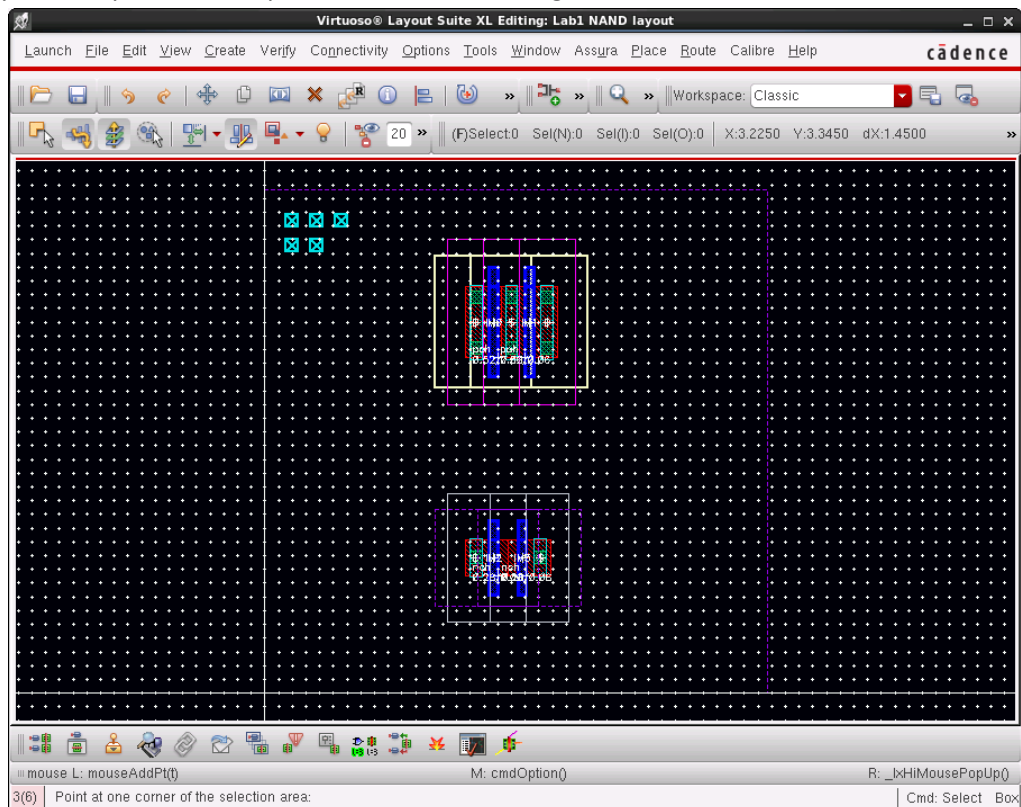 Virtuoso® Layout Suite XL Editing: Lab1 NAND layout
Launch File Edit View Create Verify Connectivity Options Tools Window Assura Place Route Calibre Help cādence
» » » Workspace: Classic
20 » (F)Select:0 Sel(N):0 Sel(I):0 Sel(O):0 X:3.2250 Y:3.3450 dX:1.4500 »
mouse L: mouseAddPt(t) M: cmdOption() R: _lxHiMousePopUp()
3(6) Point at one corner of the selection area: Cmd: Select Box